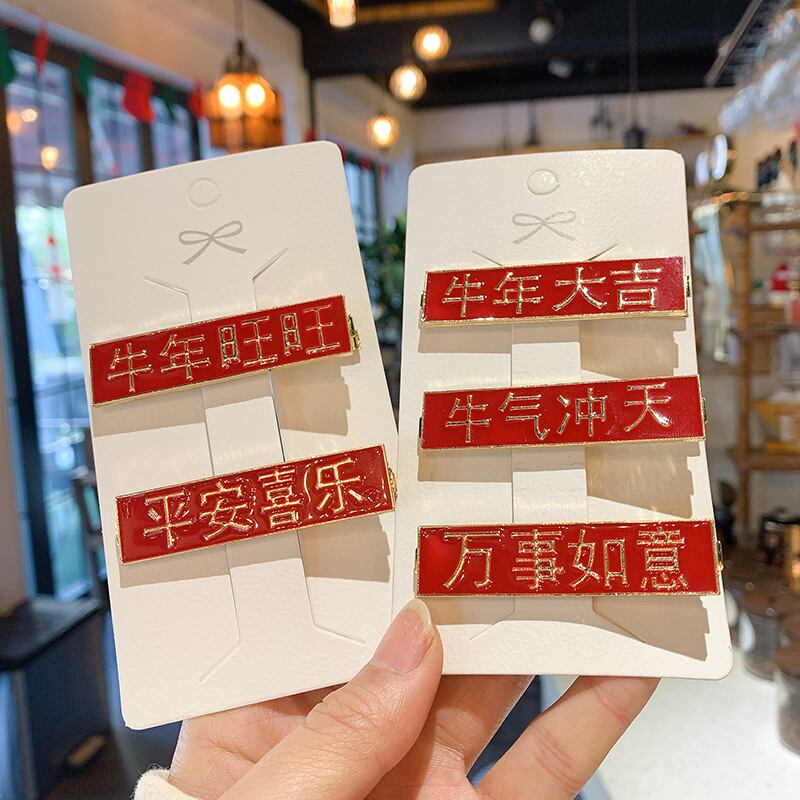 牛年旺旺
平安喜乐
牛年大吉
牛气冲天
万事如意